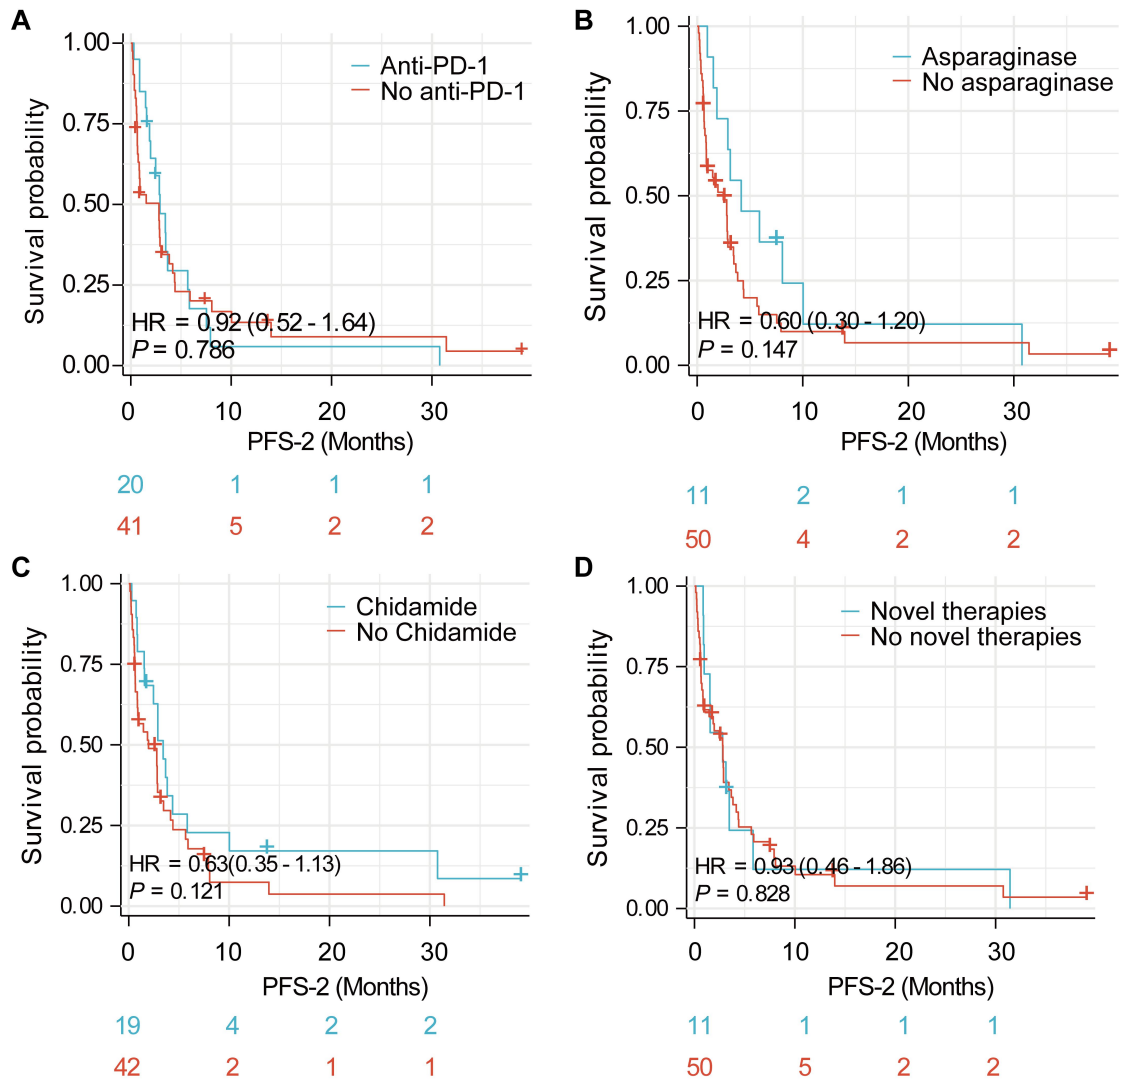 A
1.00
0.75
0.50
0.25
0.00
Survival probability
Anti-PD-1
No anti-PD-1
HR = 0.92 (0.52 - 1.64)
P = 0.786
0 10 20 30
PFS-2 (Months)
20 1 1 1
41 5 2 2
B
1.00
0.75
0.50
0.25
0.00
Survival probability
Asparaginase
No asparaginase
HR = 0.60 (0.30 - 1.20)
P = 0.147
0 10 20 30
PFS-2 (Months)
11 2 1 1
50 4 2 2
C
1.00
0.75
0.50
0.25
0.00
Survival probability
Chidamide
No Chidamide
HR = 0.63(0.35 - 1.13)
P = 0.121
0 10 20 30
PFS-2 (Months)
19 4 2 2
42 2 1 1
D
1.00
0.75
0.50
0.25
0.00
Survival probability
Novel therapies
No novel therapies
HR = 0.93 (0.46 - 1.86)
P = 0.828
0 10 20 30
PFS-2 (Months)
11 1 1 1
50 5 2 2